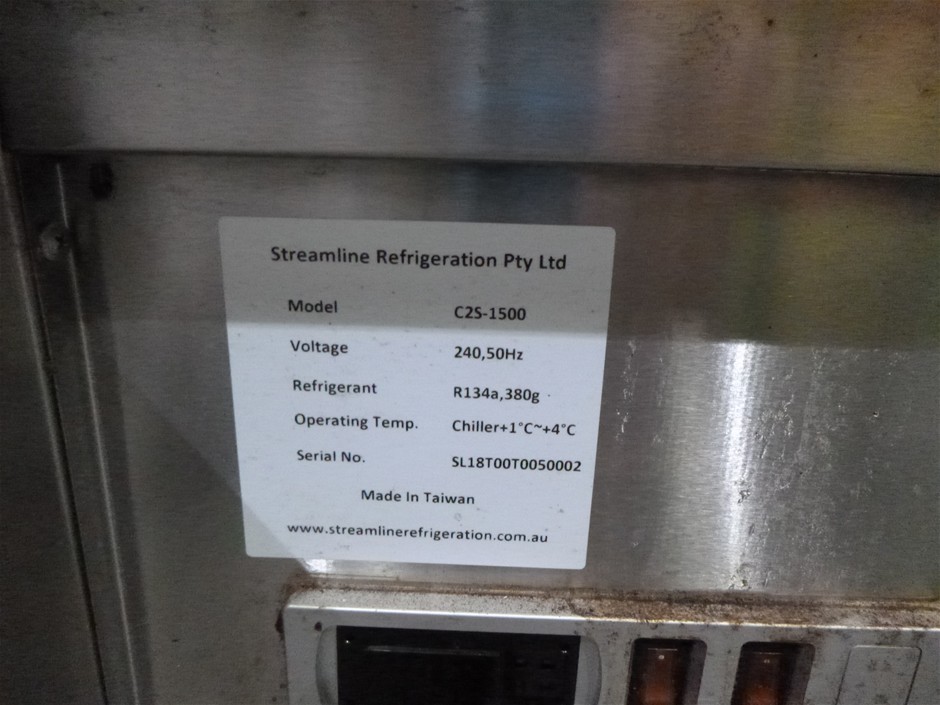 Streamline Refrigeration Pty Ltd
Model C2S-1500
Voltage 240,50Hz
Refrigerant R134a,380g
Operating Temp. Chiller+1°C~+4°C
Serial No. SL18T00T0050002
Made In Taiwan
www.streamlinerefrigeration.com.au